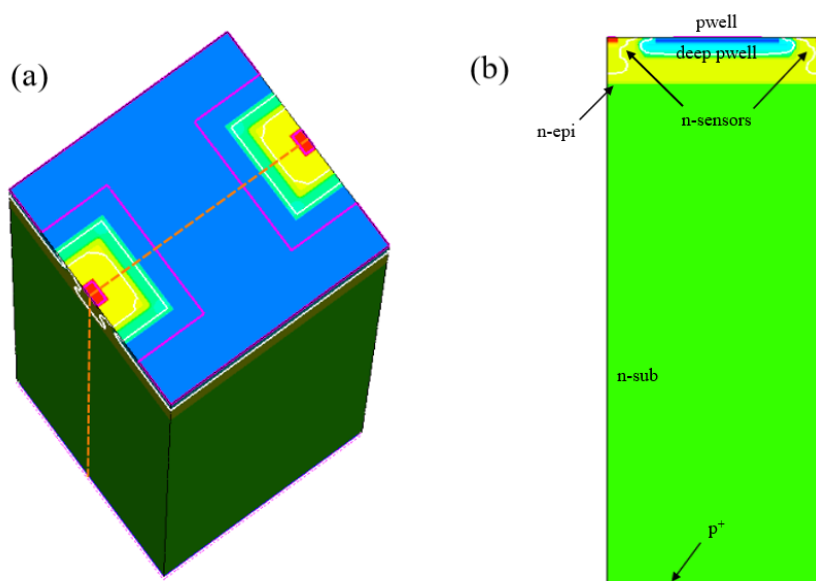 (a)
(b)
pwell
deep pwell
n-epi
n-sensors
n-sub
p+